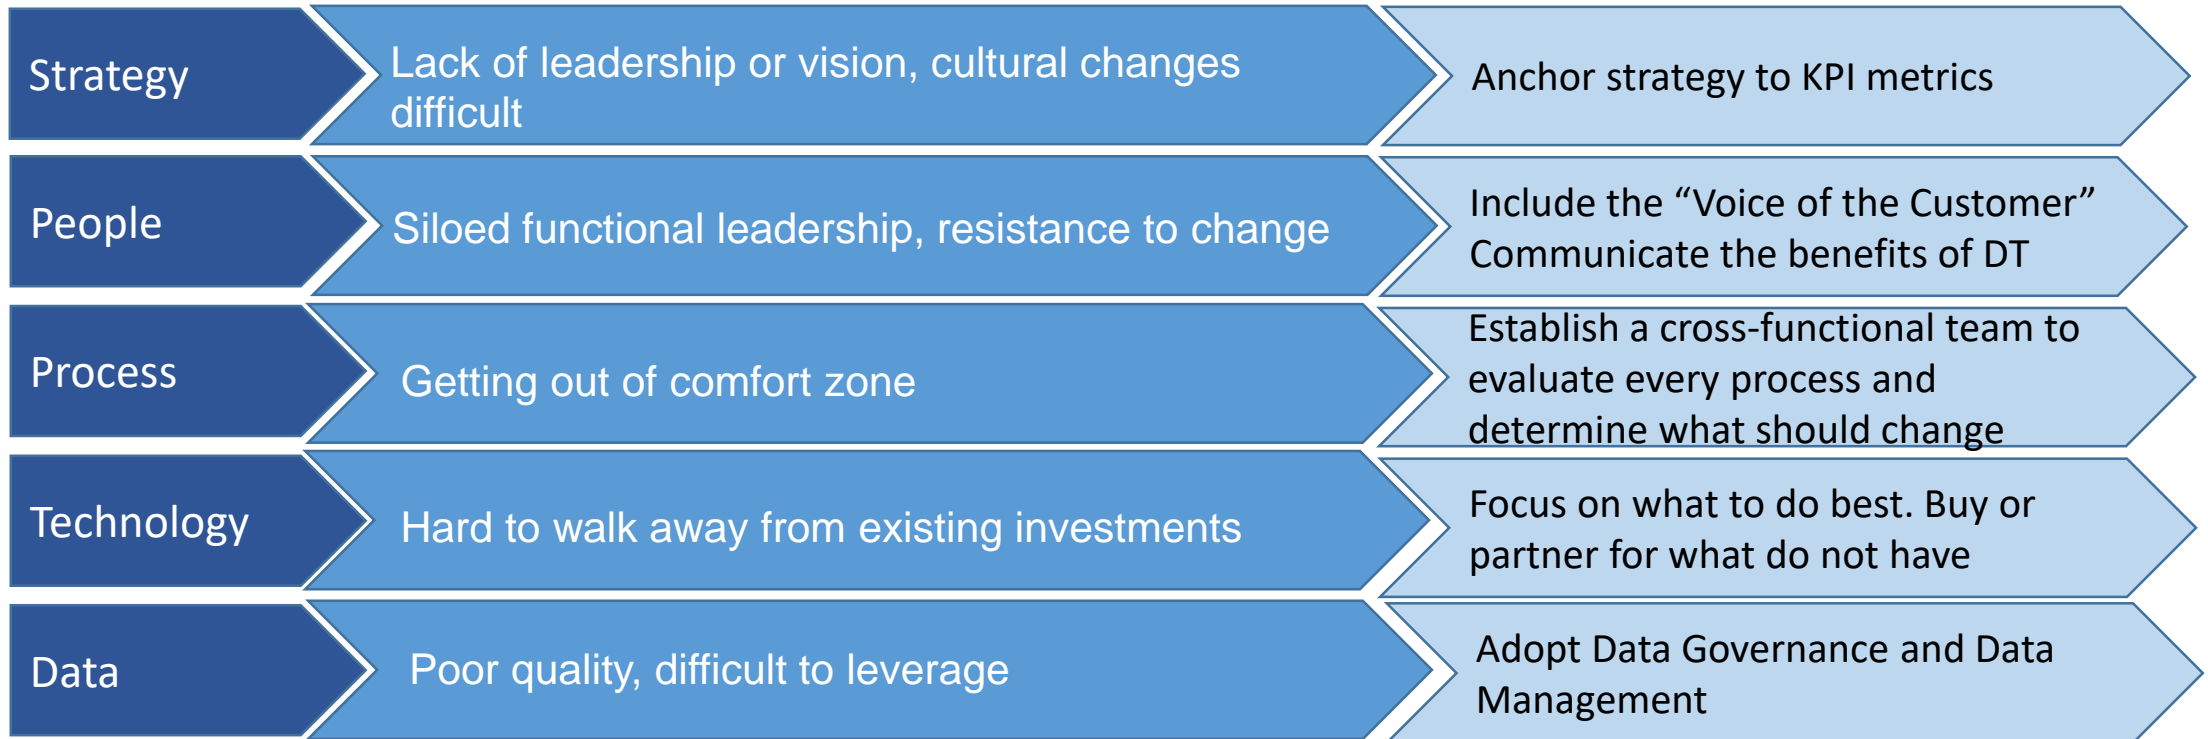 Strategy
Lack of leadership or vision, cultural changes
difficult
Anchor strategy to KPI metrics
People
Siloed functional leadership, resistance to change
Include the “Voice of the Customer”
Communicate the benefits of DT
Process
Getting out of comfort zone
Establish a cross-functional team to
evaluate every process and
determine what should change
Technology
Hard to walk away from existing investments
Focus on what to do best. Buy or
partner for what do not have
Data
Poor quality, difficult to leverage
Adopt Data Governance and Data
Management